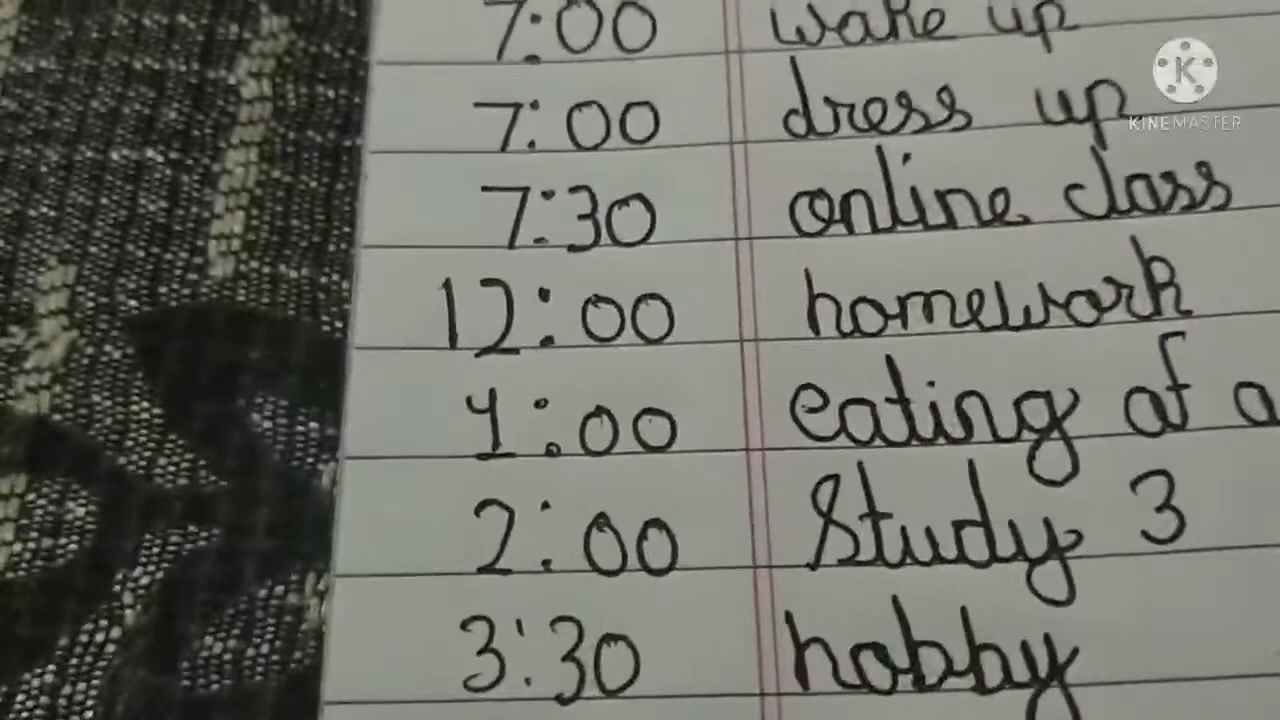 7:00 wake up
7:00 dress up
7:30 online class
12:00 homework
1:00 eating of a
2:00 study 3
3:30 hobby
KINEMASTER